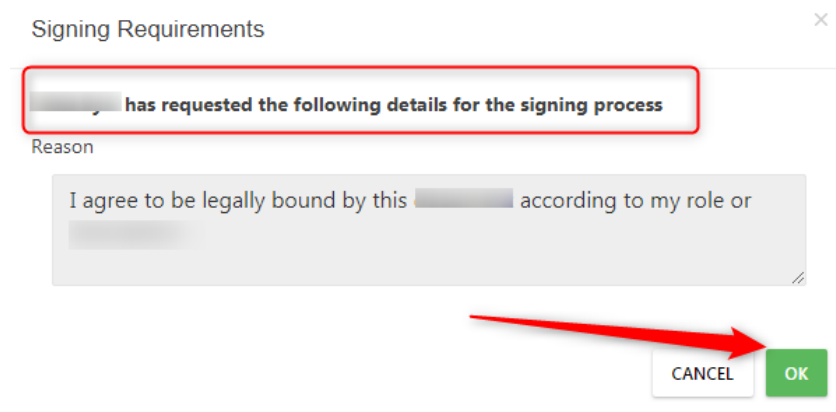 Signing Requirements
has requested the following details for the signing process
Reason
I agree to be legally bound by this according to my role or
CANCEL
OK